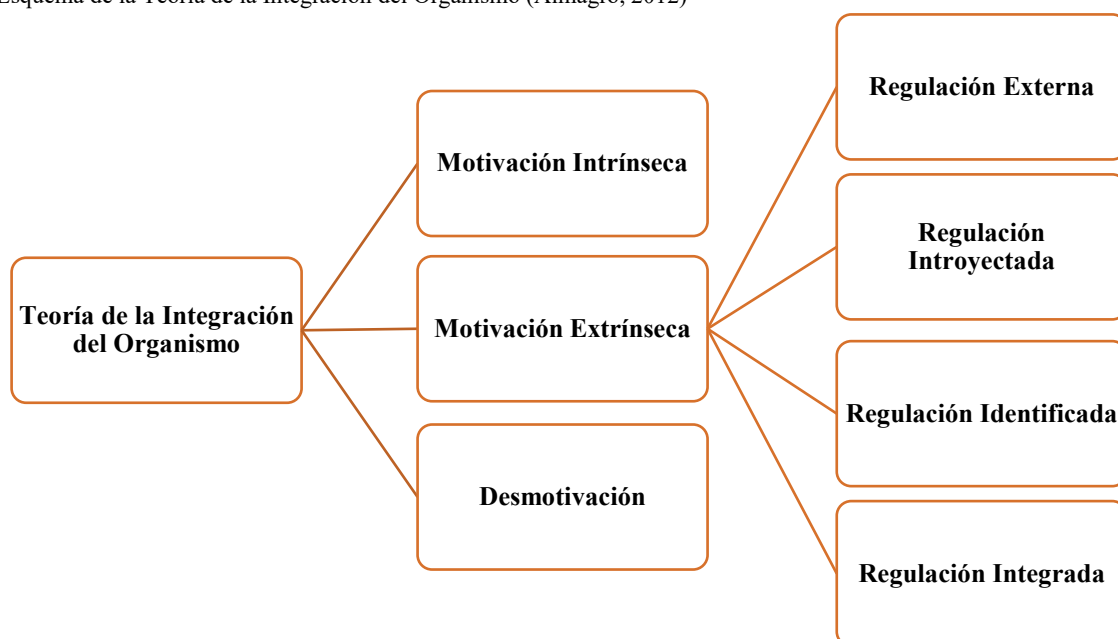 Esquema de la Teoría de la Integración del Organismo (Almagro, 2012)
Regulación Externa
Motivación Intrínseca
Regulación
Introyectada
Teoría de la Integración
del Organismo
Motivación Extrínseca
Regulación Identificada
Desmotivación
Regulación Integrada